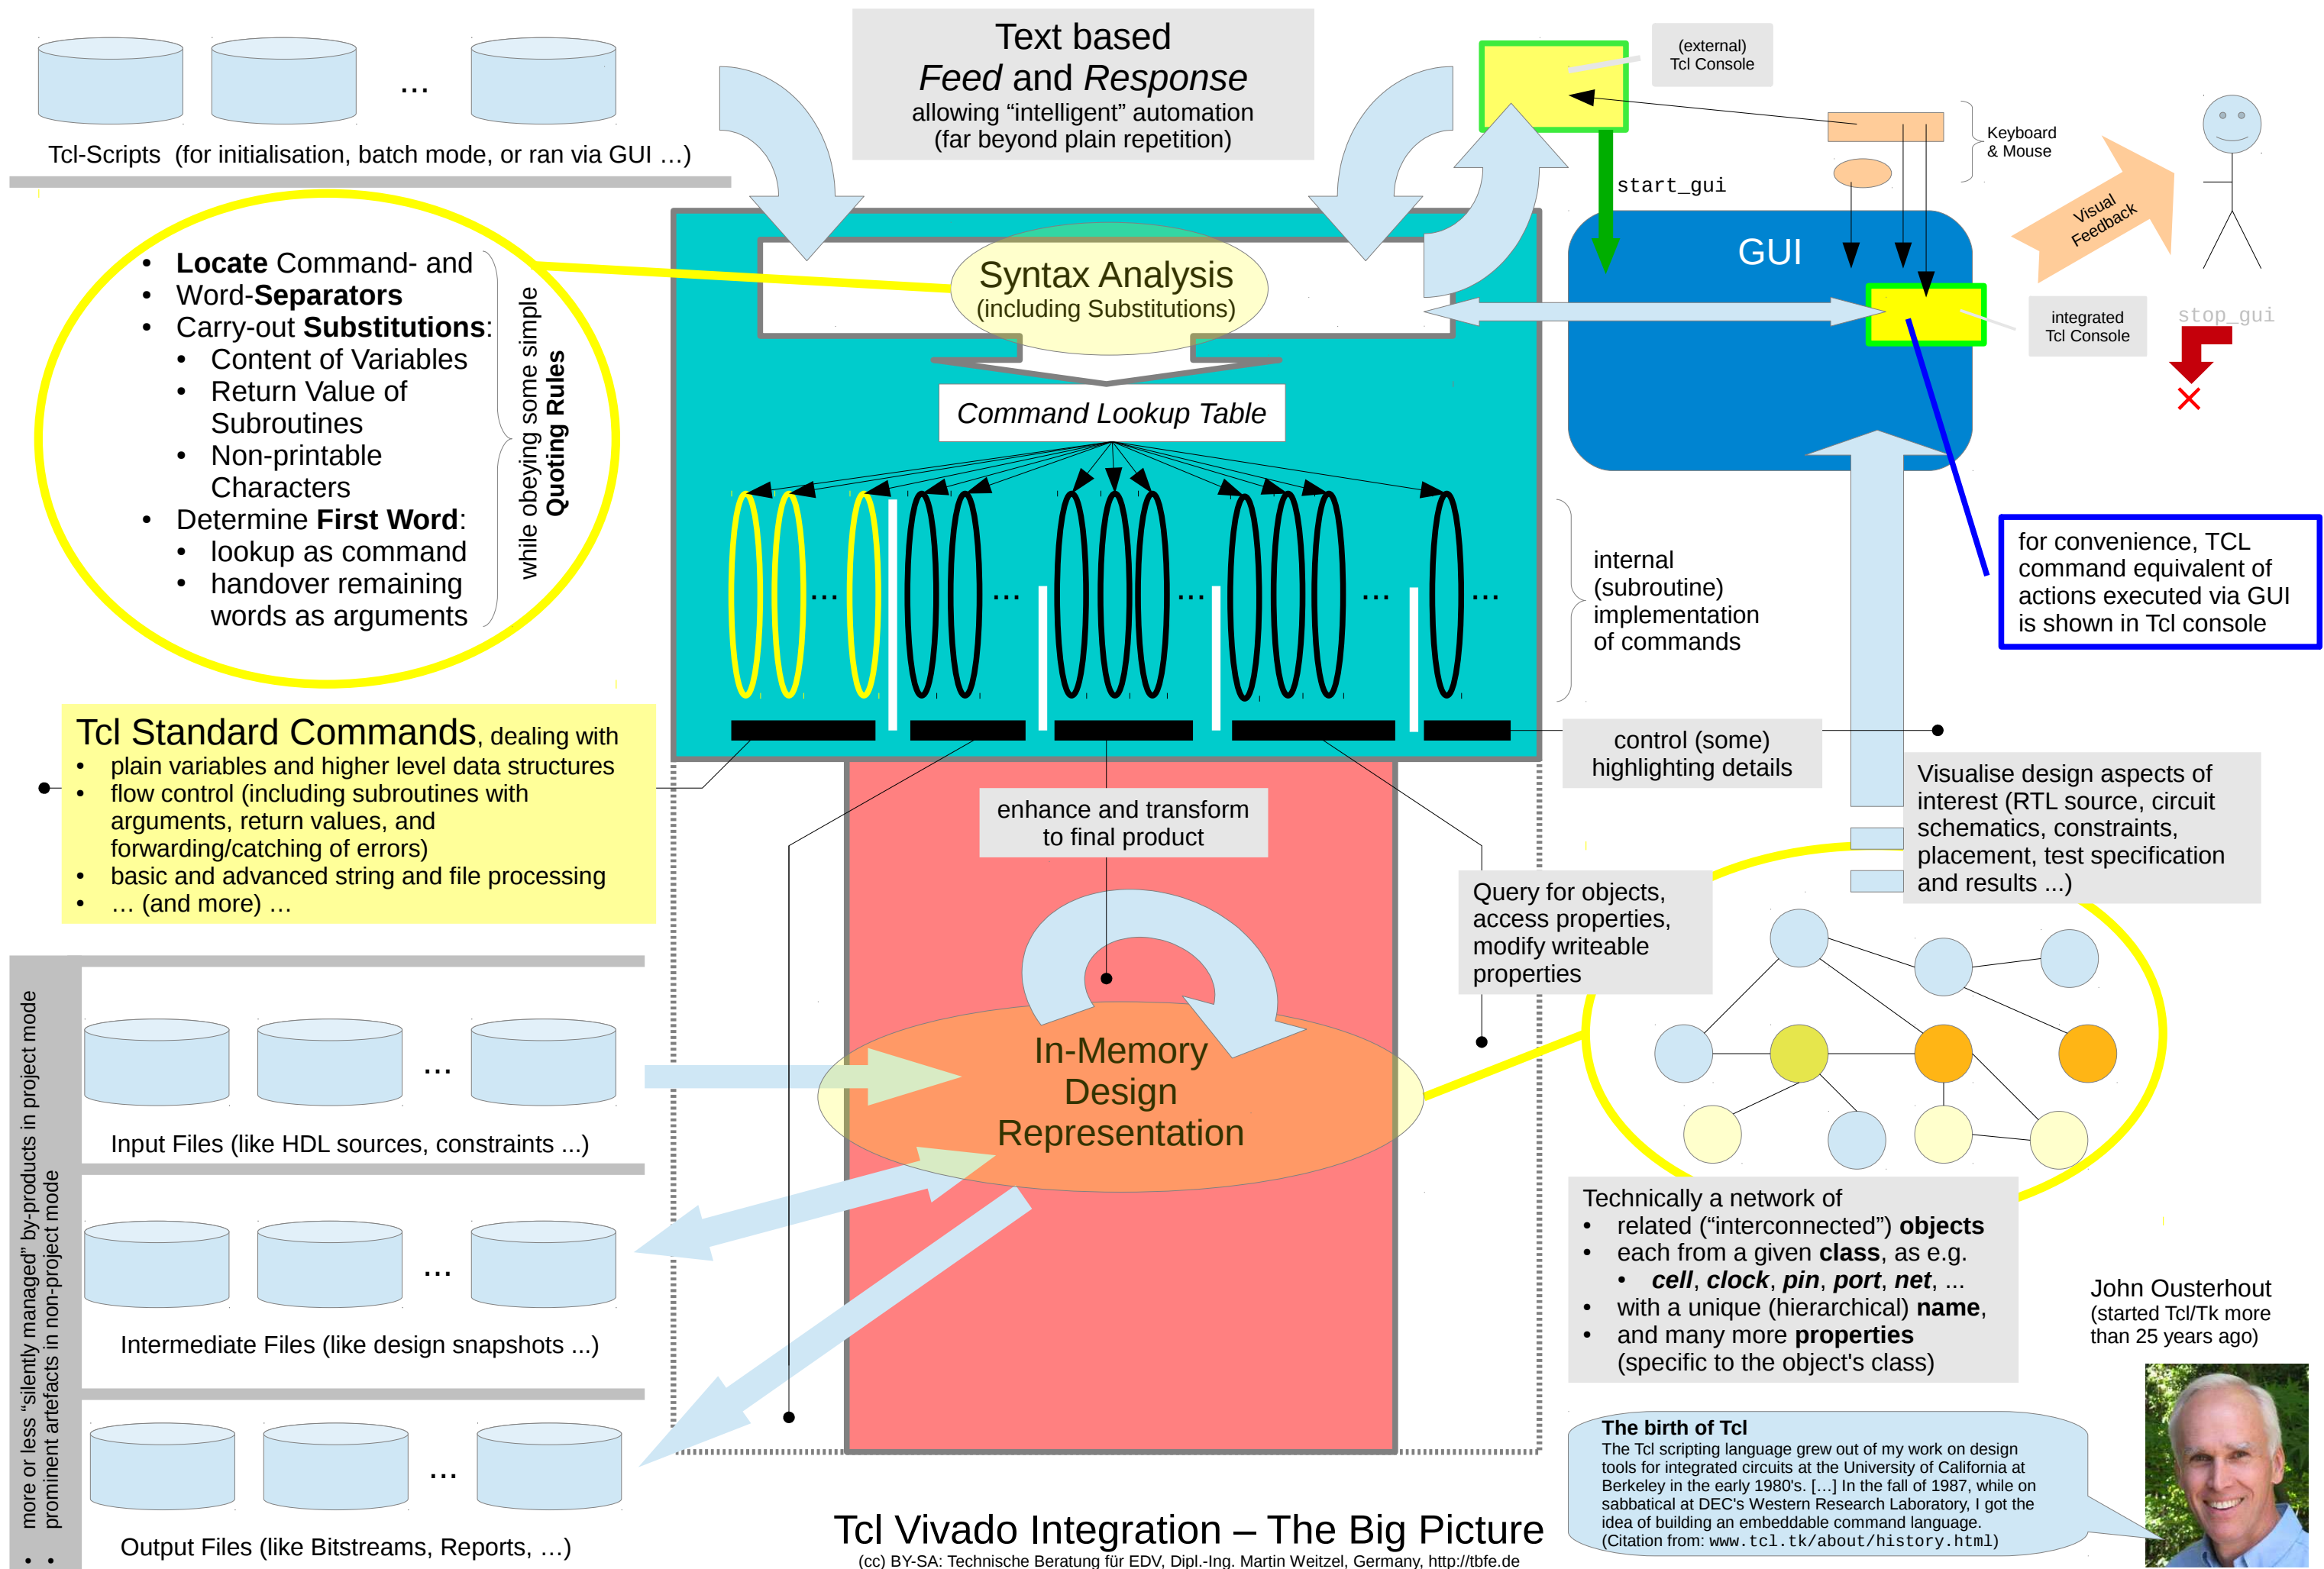 Text based
Feed and Response
allowing “intelligent” automation
(far beyond plain repetition)
(external)
Tcl Console
Keyboard
& Mouse
...
Tcl-Scripts (for initialisation, batch mode, or ran via GUI …)
start_gui
Visual
Feedback
GUI
integrated
Tcl Console
stop_gui
• Locate Command- and
• Word-Separators
• Carry-out Substitutions:
• Content of Variables
• Return Value of
Subroutines
• Non-printable
Characters
• Determine First Word:
• lookup as command
• handover remaining
words as arguments
while obeying some simple
Quoting Rules
Syntax Analysis
(including Substitutions)
Command Lookup Table
...
...
...
...
...
internal
(subroutine)
implementation
of commands
for convenience, TCL
command equivalent of
actions executed via GUI
is shown in Tcl console
Tcl Standard Commands, dealing with
• plain variables and higher level data structures
• flow control (including subroutines with
arguments, return values, and
forwarding/catching of errors)
• basic and advanced string and file processing
• … (and more) …
control (some)
highlighting details
enhance and transform
to final product
Visualise design aspects of
interest (RTL source, circuit
schematics, constraints,
placement, test specification
and results ...)
Query for objects,
access properties,
modify writeable
properties
• more or less “silently managed” by-products in project mode
• prominent artefacts in non-project mode
...
Input Files (like HDL sources, constraints ...)
In-Memory
Design
Representation
...
Intermediate Files (like design snapshots ...)
...
Output Files (like Bitstreams, Reports, …)
Technically a network of
• related (“interconnected”) objects
• each from a given class, as e.g.
• cell, clock, pin, port, net, ...
• with a unique (hierarchical) name,
• and many more properties
(specific to the object's class)
John Ousterhout
(started Tcl/Tk more
than 25 years ago)
The birth of Tcl
The Tcl scripting language grew out of my work on design
tools for integrated circuits at the University of California at
Berkeley in the early 1980's. […] In the fall of 1987, while on
sabbatical at DEC's Western Research Laboratory, I got the
idea of building an embeddable command language.
(Citation from: www.tcl.tk/about/history.html)
Tcl Vivado Integration – The Big Picture
(cc) BY-SA: Technische Beratung für EDV, Dipl.-Ing. Martin Weitzel, Germany, http://tbfe.de